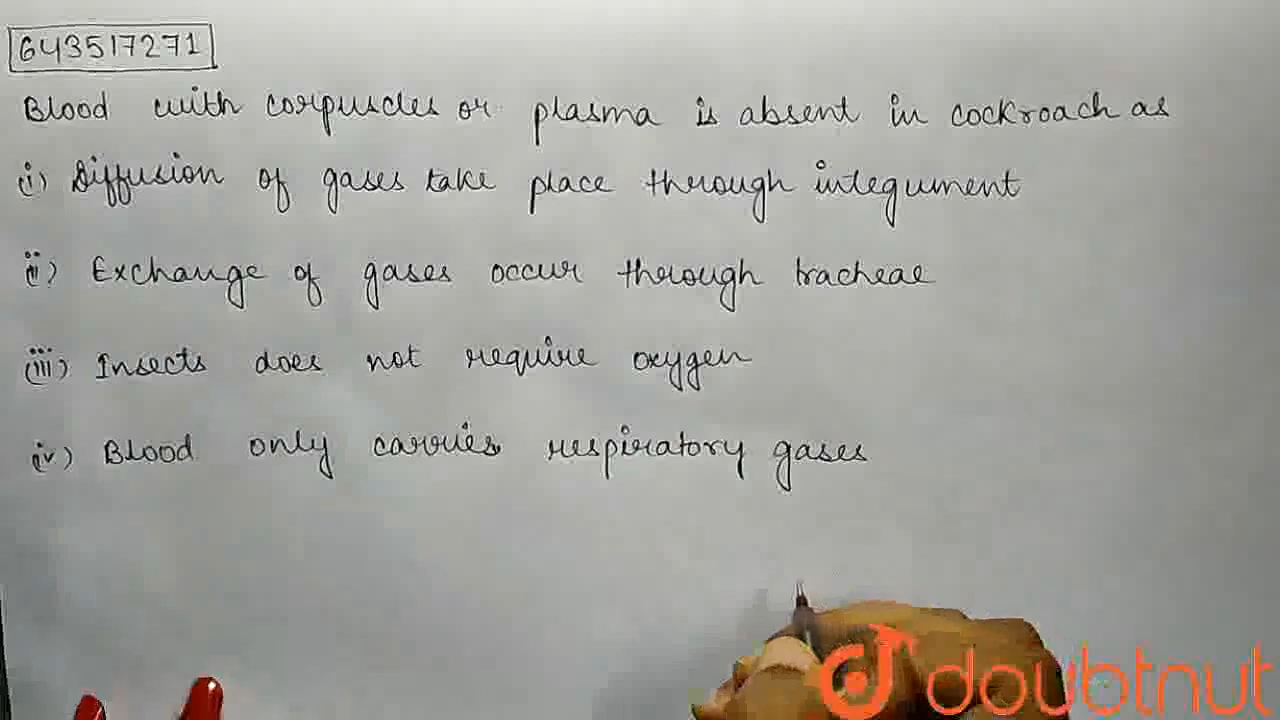 643517271
Blood with corpuscles or plasma is absent in cockroach as
(i) Diffusion of gases take place through integument
(ii) Exchange of gases occur through tracheae
(iii) Insects does not require oxygen
(iv) Blood only carries respiratory gases
doubtnut